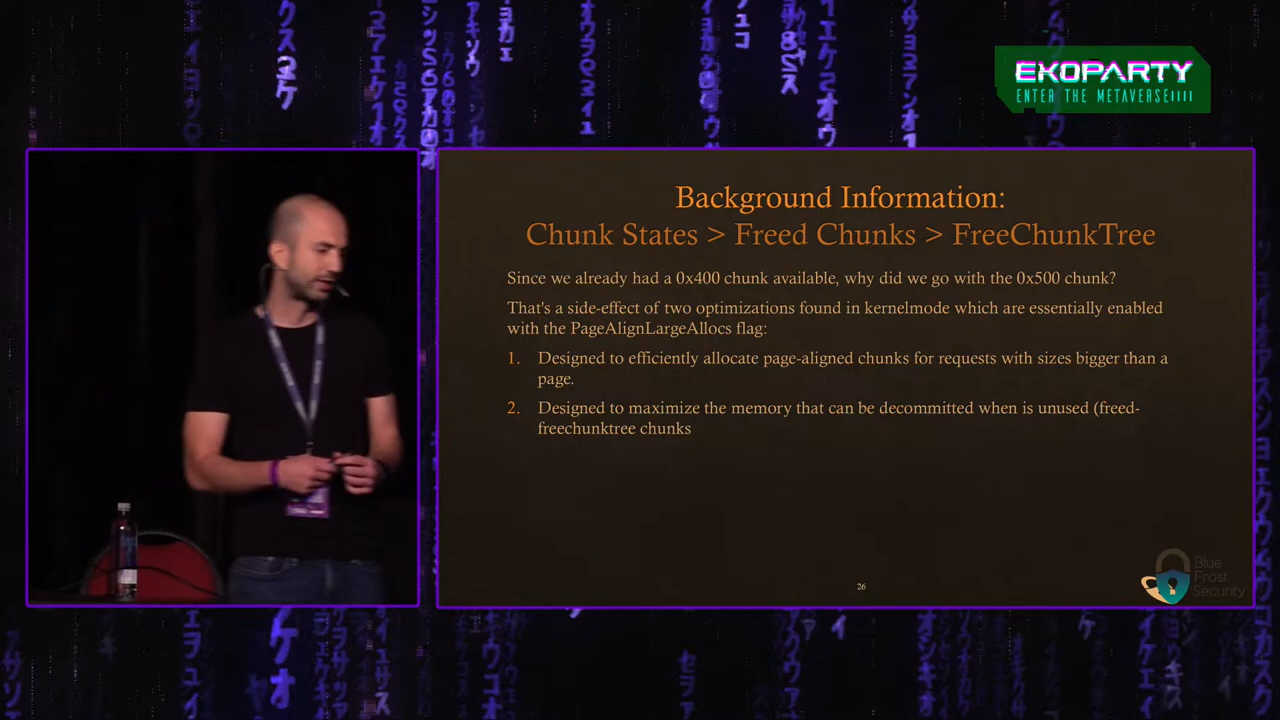 EKOPARTY
ENTER THE METAVERSE
Background Information:
Chunk States > Freed Chunks > FreeChunkTree
Since we already had a 0x400 chunk available, why did we go with the 0x500 chunk?
That's a side-effect of two optimizations found in kernelmode which are essentially enabled
with the PageAlignLargeAllocs flag:
1. Designed to efficiently allocate page-aligned chunks for requests with sizes bigger than a
page.
2. Designed to maximize the memory that can be decommitted when is unused (freed-
freechunktree chunks
26
Blue
Frost
Security